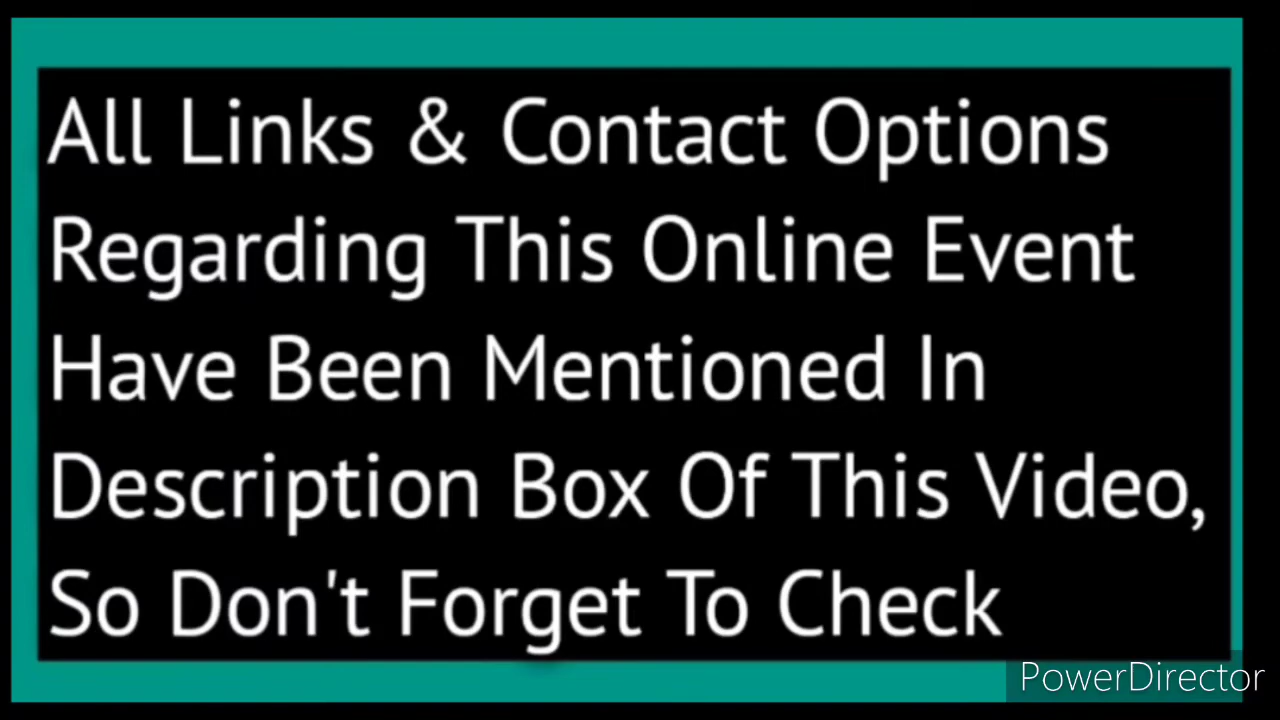 All Links & Contact Options
Regarding This Online Event
Have Been Mentioned In
Description Box Of This Video,
So Don't Forget To Check
PowerDirector